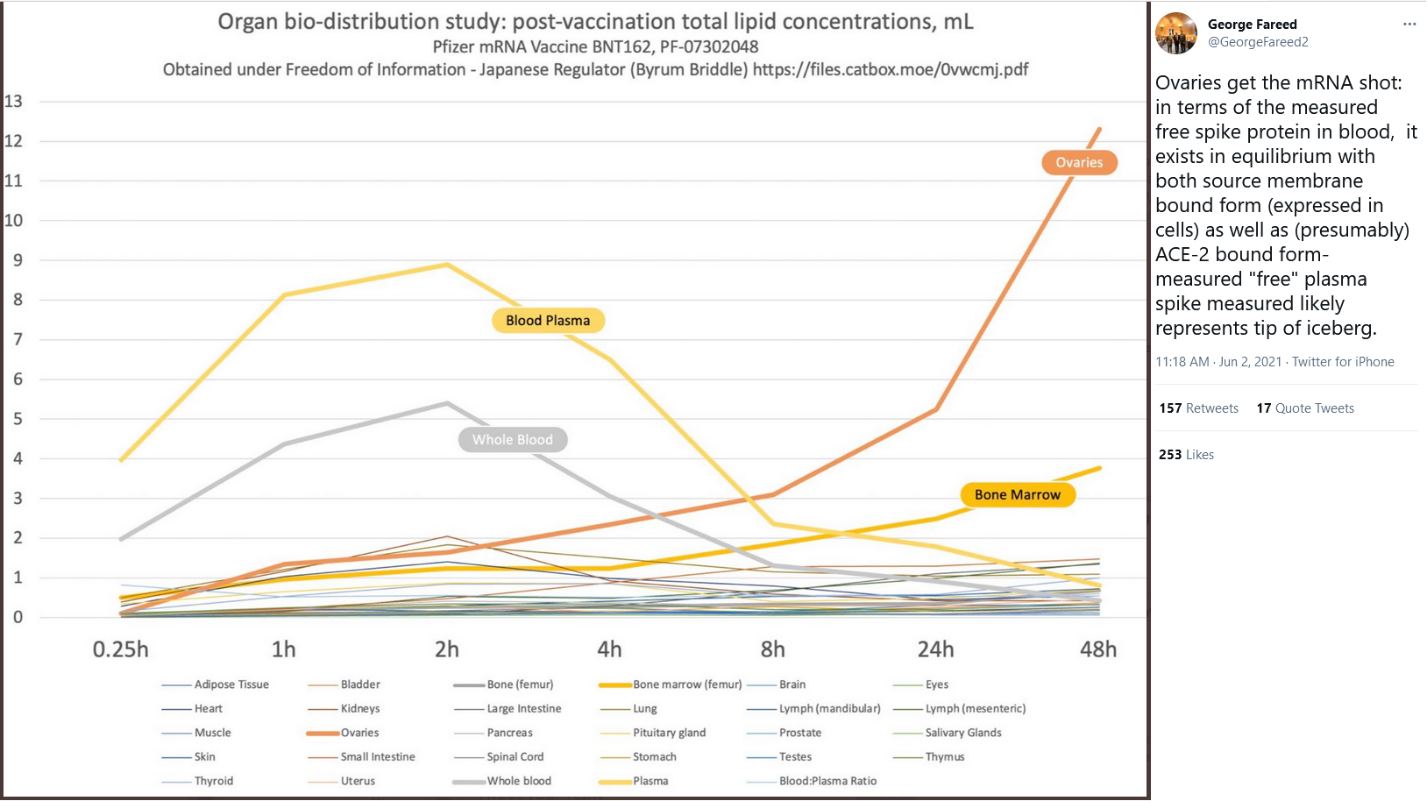 Organ bio-distribution study: post-vaccination total lipid concentrations, mL
Pfizer mRNA Vaccine BNT162, PF-07302048
Obtained under Freedom of Information - Japanese Regulator (Byrum Briddle) https://files.catbox.moe/0vwcmj.pdf
13
12
11
10
9
8
7
6
5
4
3
2
1
0
Ovaries
Blood Plasma
Whole Blood
Bone Marrow
0.25h 1h 2h 4h 8h 24h 48h
Adipose Tissue Bladder Bone (femur) Bone marrow (femur) Brain Eyes
Heart Kidneys Large Intestine Lung Lymph (mandibular) Lymph (mesenteric)
Muscle Ovaries Pancreas Pituitary gland Prostate Salivary Glands
Skin Small Intestine Spinal Cord Stomach Testes Thymus
Thyroid Uterus Whole blood Plasma Blood:Plasma Ratio
George Fareed
@GeorgeFareed2
Ovaries get the mRNA shot:
in terms of the measured
free spike protein in blood, it
exists in equilibrium with
both source membrane
bound form (expressed in
cells) as well as (presumably)
ACE-2 bound form-
measured "free" plasma
spike measured likely
represents tip of iceberg.
11:18 AM · Jun 2, 2021 · Twitter for iPhone
157 Retweets 17 Quote Tweets
253 Likes